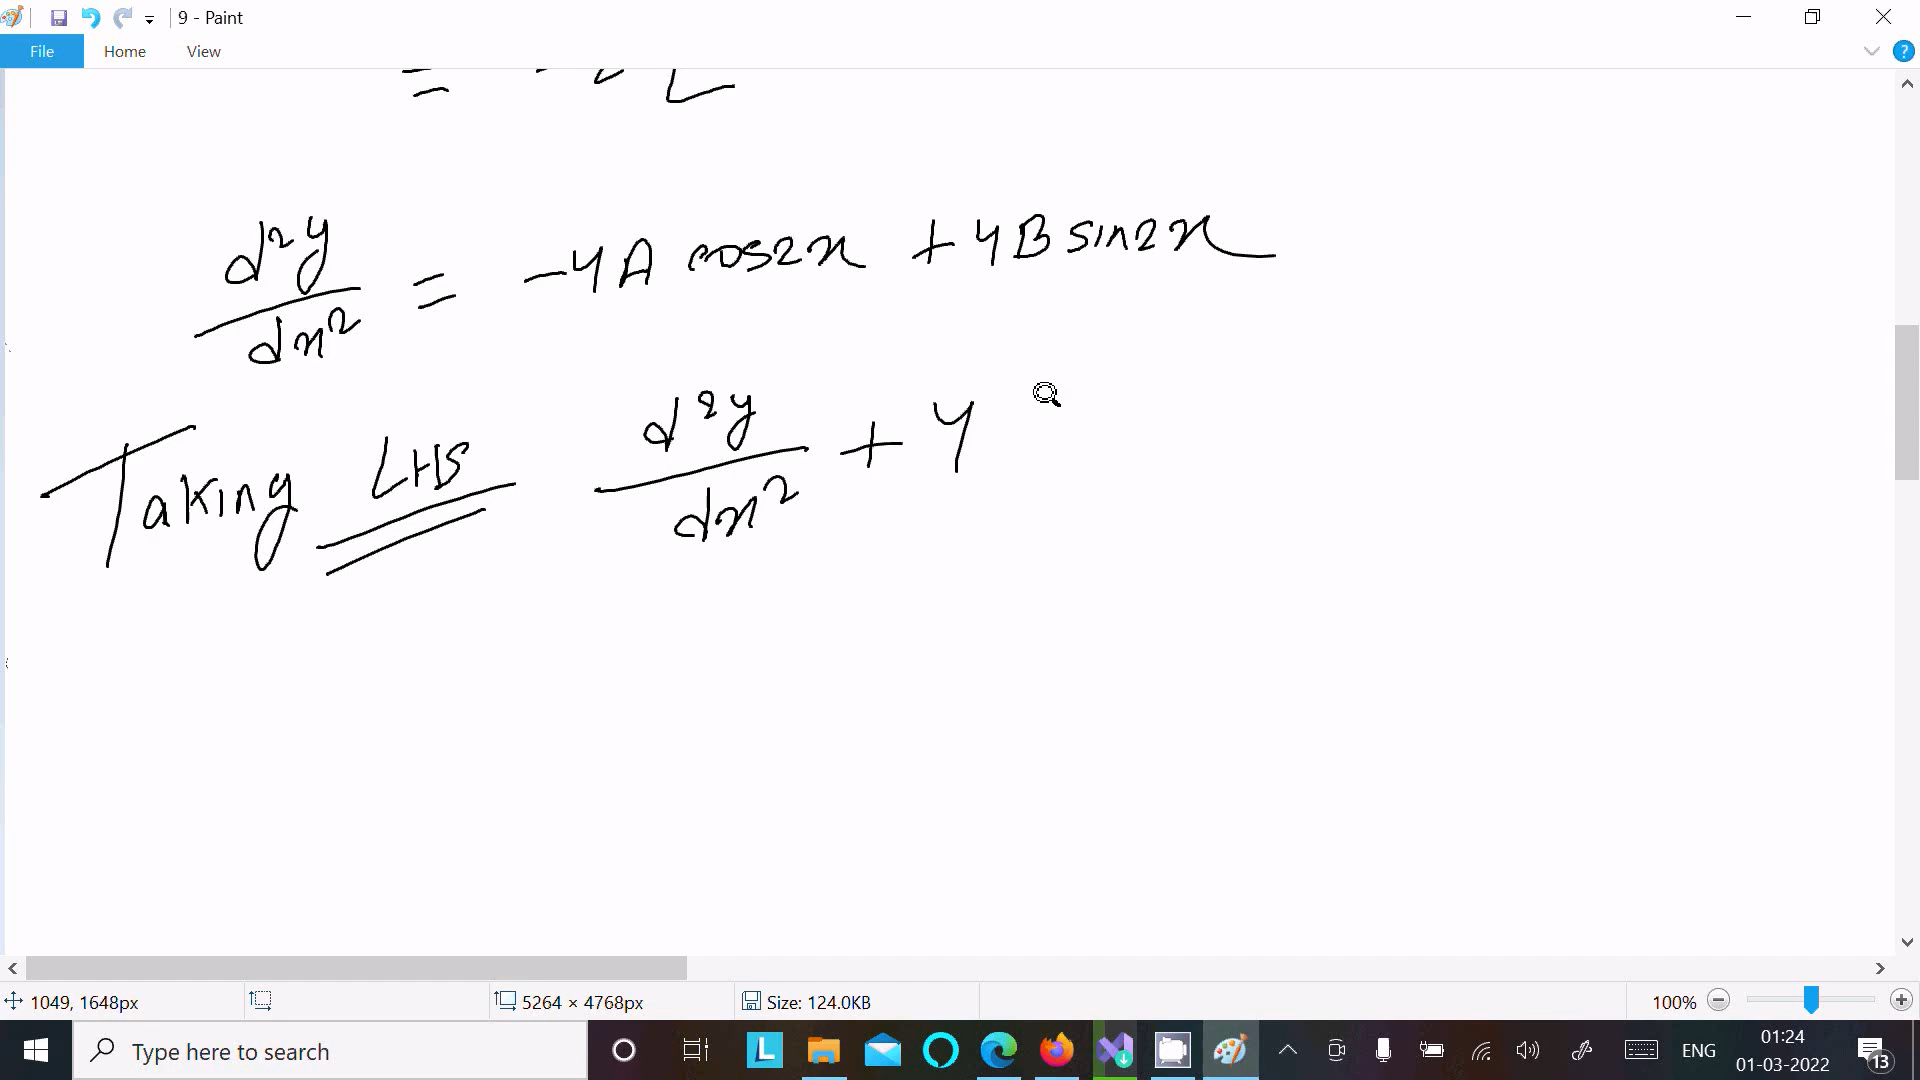 9 - Paint
File Home View
d²y/dx² = -4A cos2x + 4B sin2x
Taking LHS d²y/dx² + 4
1049, 1648px 5264 × 4768px Size: 124.0KB 100%
Type here to search
L
ENG
01:24
01-03-2022
13